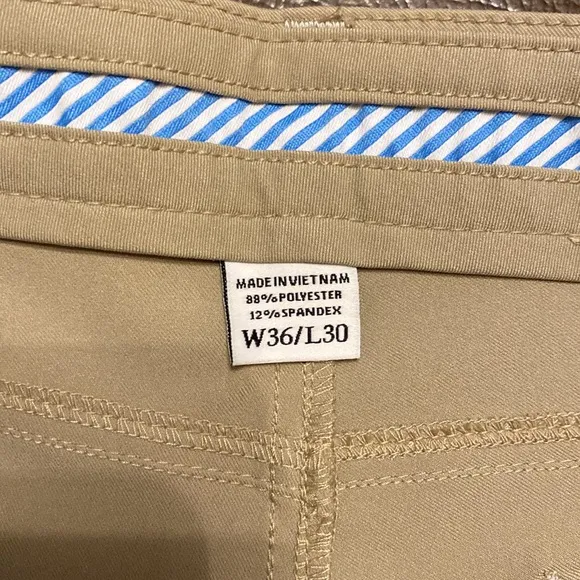 MADE IN VIETNAM
88% POLYESTER
12% SPANDEX
W36/L30